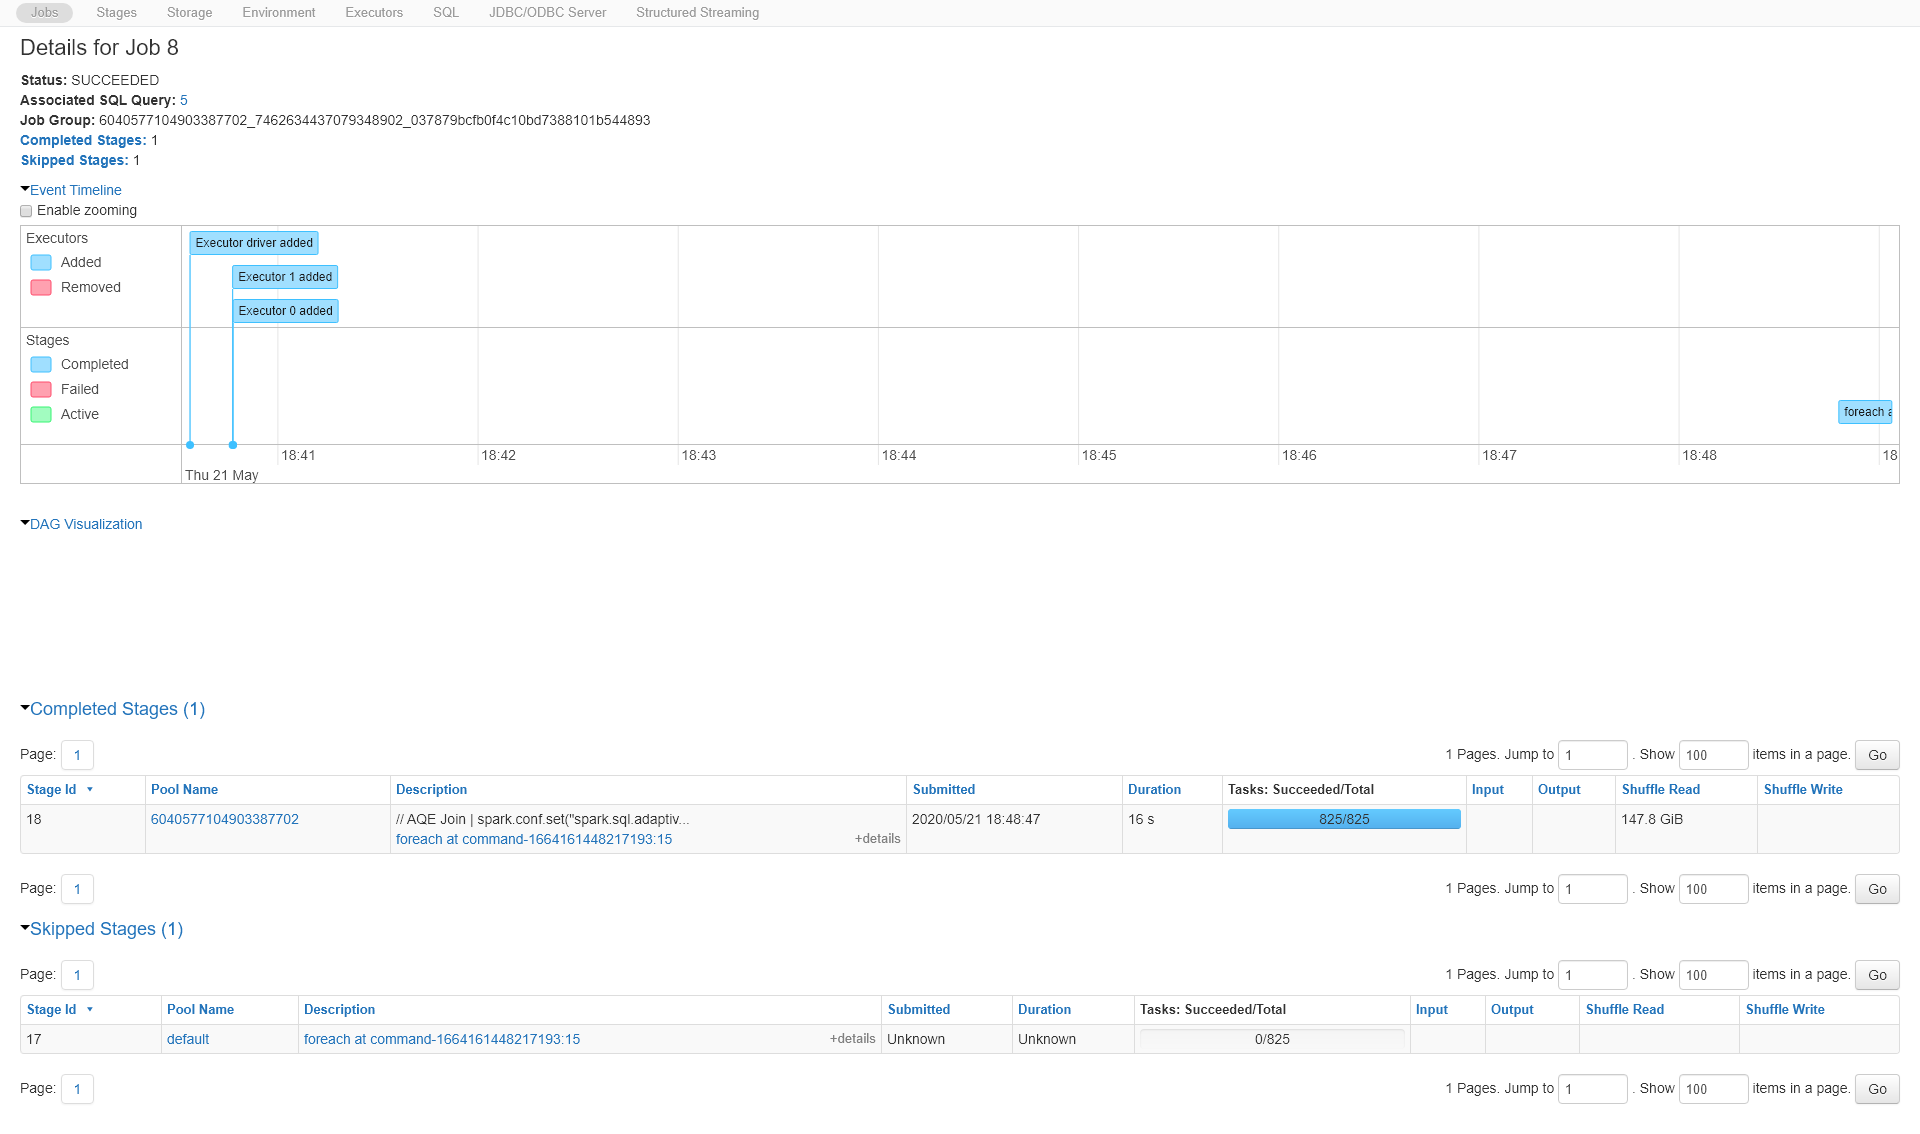 Jobs Stages Storage Environment Executors SQL JDBC/ODBC Server Structured Streaming
Details for Job 8
Status: SUCCEEDED
Associated SQL Query: 5
Job Group: 6040577104903387702_7462634437079348902_037879bcfb0f4c10bd7388101b544893
Completed Stages: 1
Skipped Stages: 1
Event Timeline
Enable zooming
Executors
Added
Removed
Executor driver added
Executor 1 added
Executor 0 added
Stages
Completed
Failed
Active
foreach a
18:41 18:42 18:43 18:44 18:45 18:46 18:47 18:48 18
Thu 21 May
DAG Visualization
Completed Stages (1)
Page: 1 1 Pages. Jump to 1 . Show 100 items in a page. Go
Stage Id Pool Name Description Submitted Duration Tasks: Succeeded/Total Input Output Shuffle Read Shuffle Write
18 6040577104903387702 // AQE Join | spark.conf.set("spark.sql.adaptiv... 2020/05/21 18:48:47 16 s 825/825 147.8 GiB
foreach at command-1664161448217193:15 +details
Page: 1 1 Pages. Jump to 1 . Show 100 items in a page. Go
Skipped Stages (1)
Page: 1 1 Pages. Jump to 1 . Show 100 items in a page. Go
Stage Id Pool Name Description Submitted Duration Tasks: Succeeded/Total Input Output Shuffle Read Shuffle Write
17 default foreach at command-1664161448217193:15 +details Unknown Unknown 0/825
Page: 1 1 Pages. Jump to 1 . Show 100 items in a page. Go